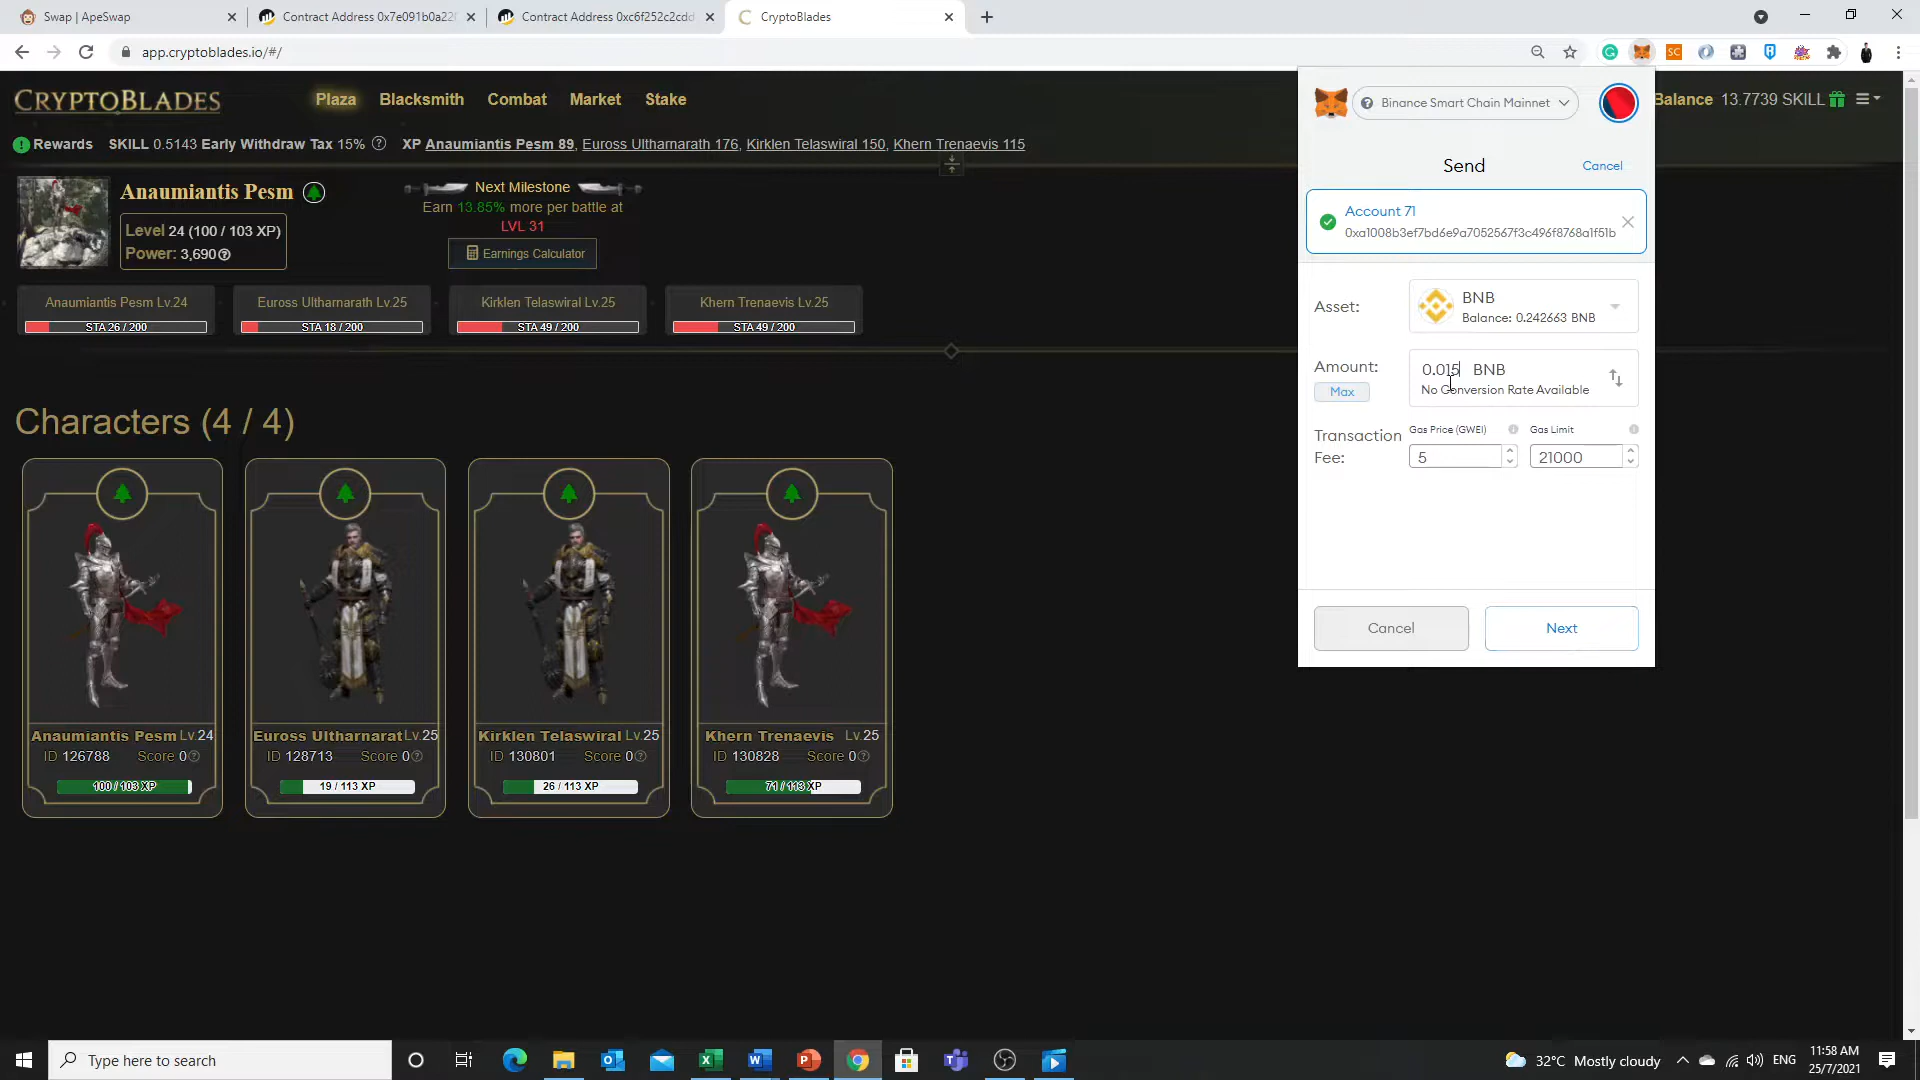 Swap | ApeSwap
Contract Address 0x7e091b0a22
Contract Address 0xc6f252c2cdd
CryptoBlades
app.cryptoblades.io/#/
CRYPTOBLADES
Plaza
Blacksmith
Combat
Market
Stake
Balance 13.7739 SKILL
Rewards SKILL 0.5143 Early Withdraw Tax 15% XP Anaumiantis Pesm 89, Euross Ultharnarath 176, Kirklen Telaswiral 150, Khern Trenaevis 115
Anaumiantis Pesm
Level 24 (100 / 103 XP)
Power: 3,690
Next Milestone
Earn 13.85% more per battle at
LVL 31
Earnings Calculator
Anaumiantis Pesm Lv.24
STA 26 / 200
Euross Ultharnarath Lv.25
STA 18 / 200
Kirklen Telaswiral Lv.25
STA 49 / 200
Khern Trenaevis Lv.25
STA 49 / 200
Characters (4 / 4)
Anaumiantis Pesm Lv.24
ID 126788 Score 0
100 / 103 XP
Euross Ultharnarat Lv.25
ID 128713 Score 0
19 / 113 XP
Kirklen Telaswiral Lv.25
ID 130801 Score 0
26 / 113 XP
Khern Trenaevis Lv.25
ID 130828 Score 0
71 / 113 XP
Binance Smart Chain Mainnet
Send
Cancel
Account 71
0xa1008b3ef7bd6e9a7052567f3c496f8768a1f51b
Asset:
BNB
Balance: 0.242663 BNB
Amount:
Max
0.015 BNB
No Conversion Rate Available
Transaction
Fee:
Gas Price (GWEI)
5
Gas Limit
21000
Cancel
Next
Type here to search
32°C Mostly cloudy
ENG
11:58 AM
25/7/2021